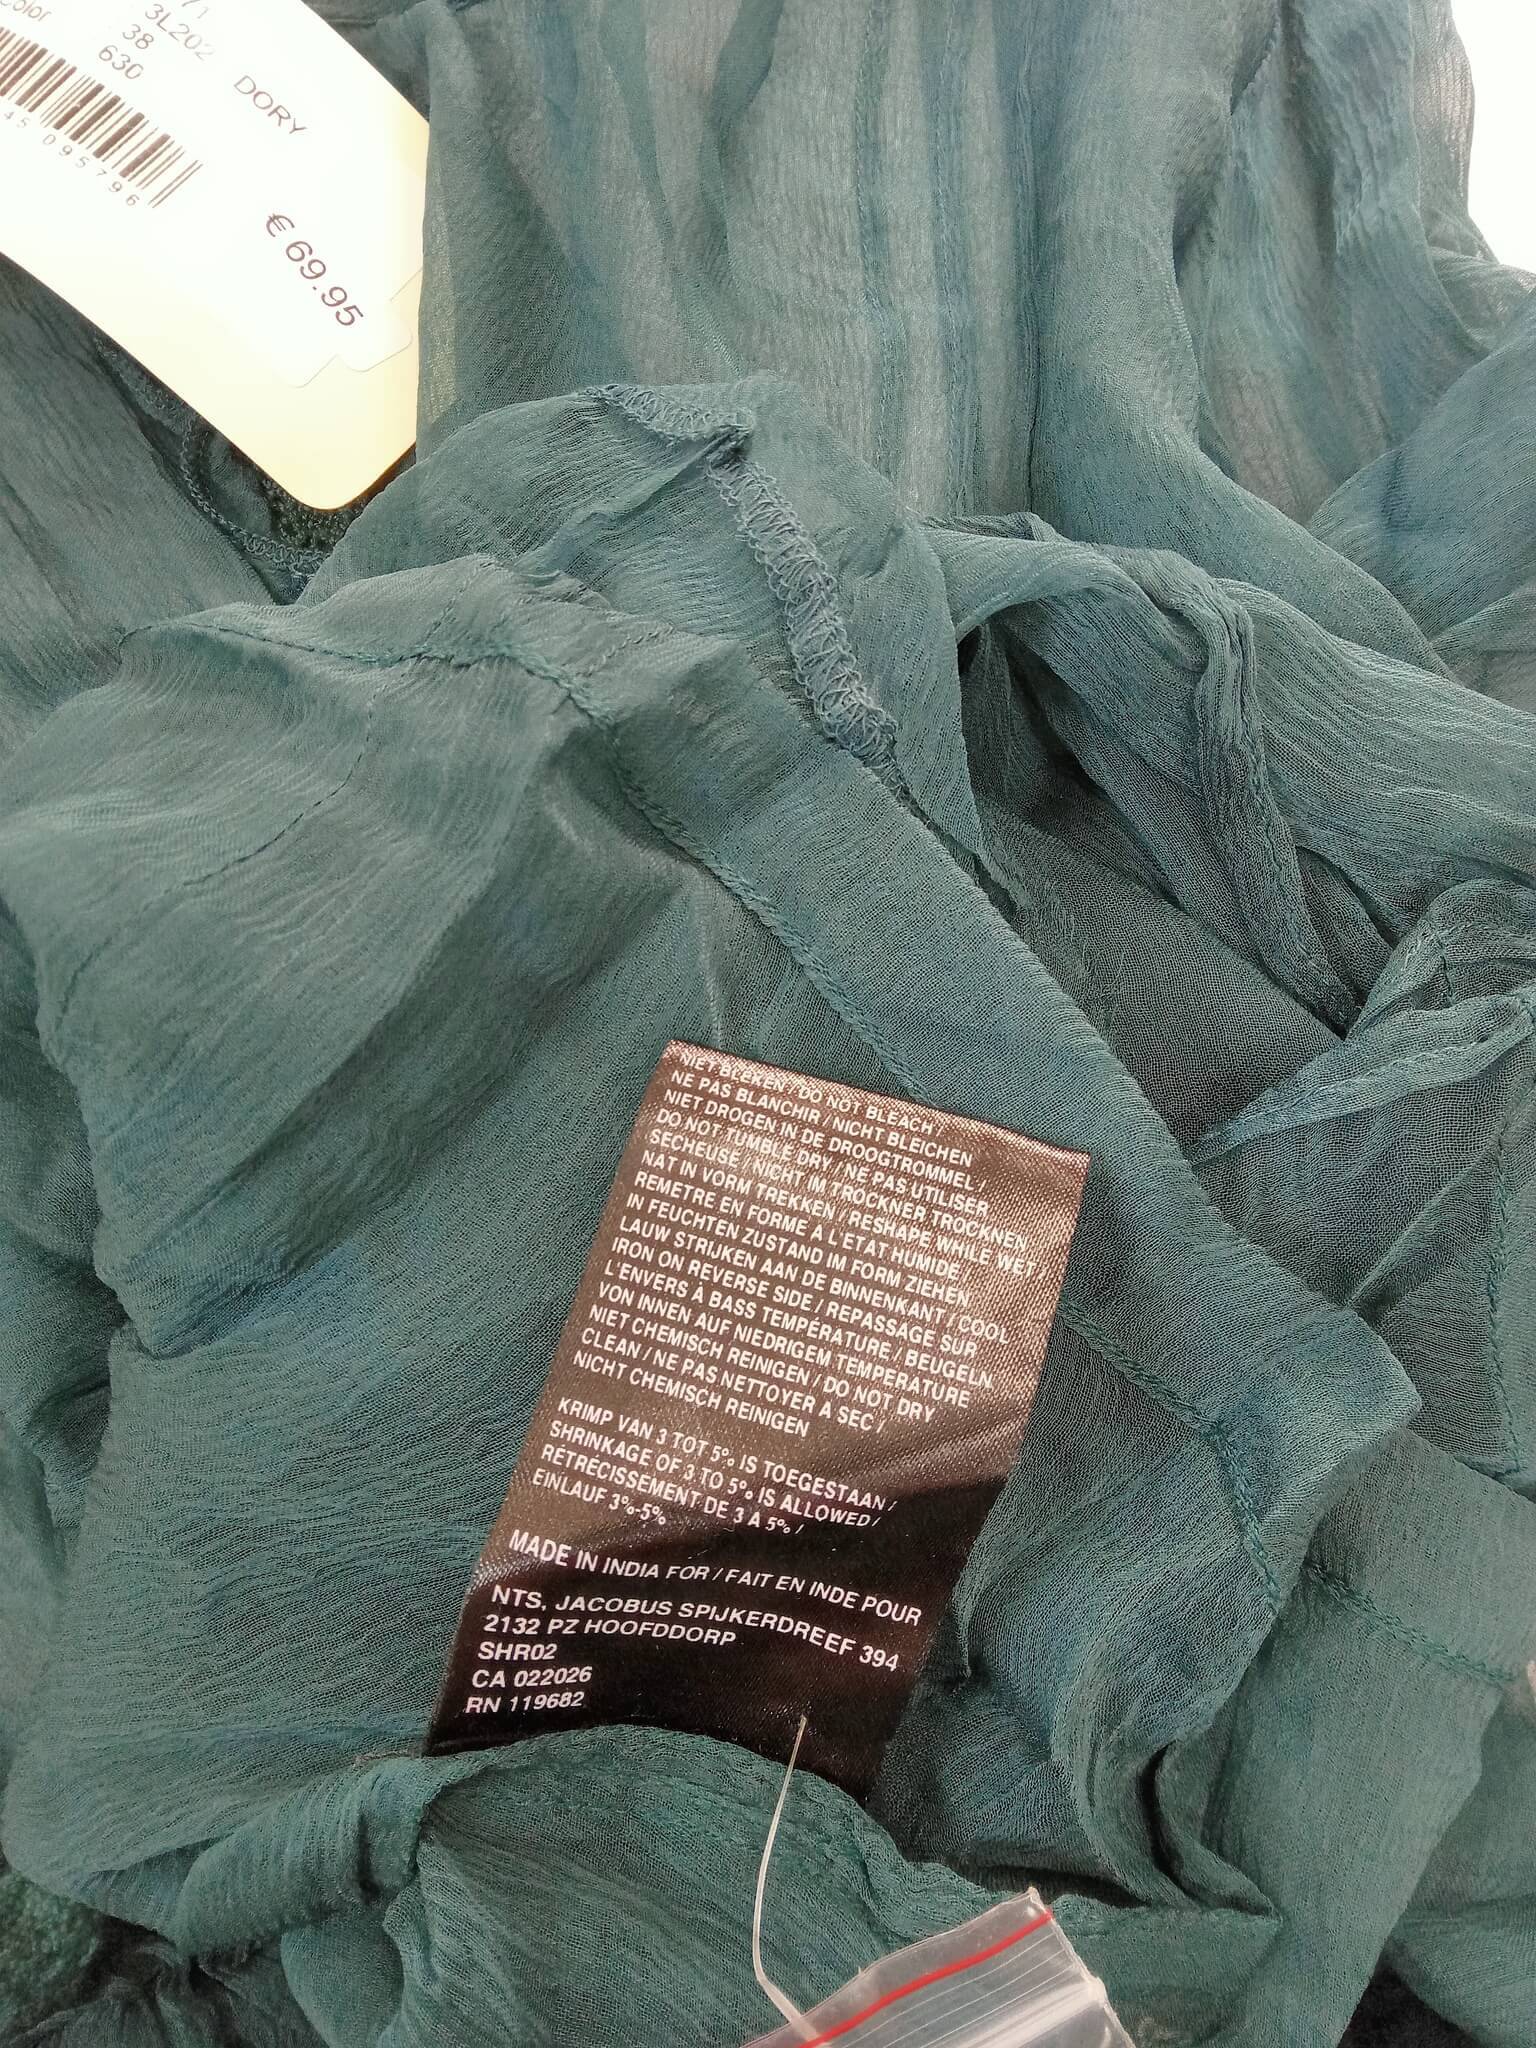 Color
3L202
38
630
DORY
45 095796
€ 69.95
NIET BLEKEN / DO NOT BLEACH
NE PAS BLANCHIR / NICHT BLEICHEN
NIET DROGEN IN DE DROOGTROMMEL
DO NOT TUMBLE DRY / NE PAS UTILISER
SECHEUSE / NICHT IM TROCKNER TROCKNEN
NAT IN VORM TREKKEN / RESHAPE WHILE WET
REMETRE EN FORME À L'ETAT HUMIDE /
IN FEUCHTEN ZUSTAND IM FORM ZIEHEN
LAUW STRIJKEN AAN DE BINNENKANT / COOL
IRON ON REVERSE SIDE / REPASSAGE SUR
L'ENVERS À BASS TEMPÉRATURE / BEUGELN
VON INNEN AUF NIEDRIGEM TEMPERATURE
NIET CHEMISCH REINIGEN / DO NOT DRY
CLEAN / NE PAS NETTOYER A SEC /
NICHT CHEMISCH REINIGEN
KRIMP VAN 3 TOT 5% IS TOEGESTAAN /
SHRINKAGE OF 3 TO 5% IS ALLOWED /
RÉTRÉCISSEMENT DE 3 A 5% /
EINLAUF 3%-5%
MADE IN INDIA FOR / FAIT EN INDE POUR
NTS, JACOBUS SPIJKERDREEF 394
2132 PZ HOOFDDORP
SHR02
CA 022026
RN 119682